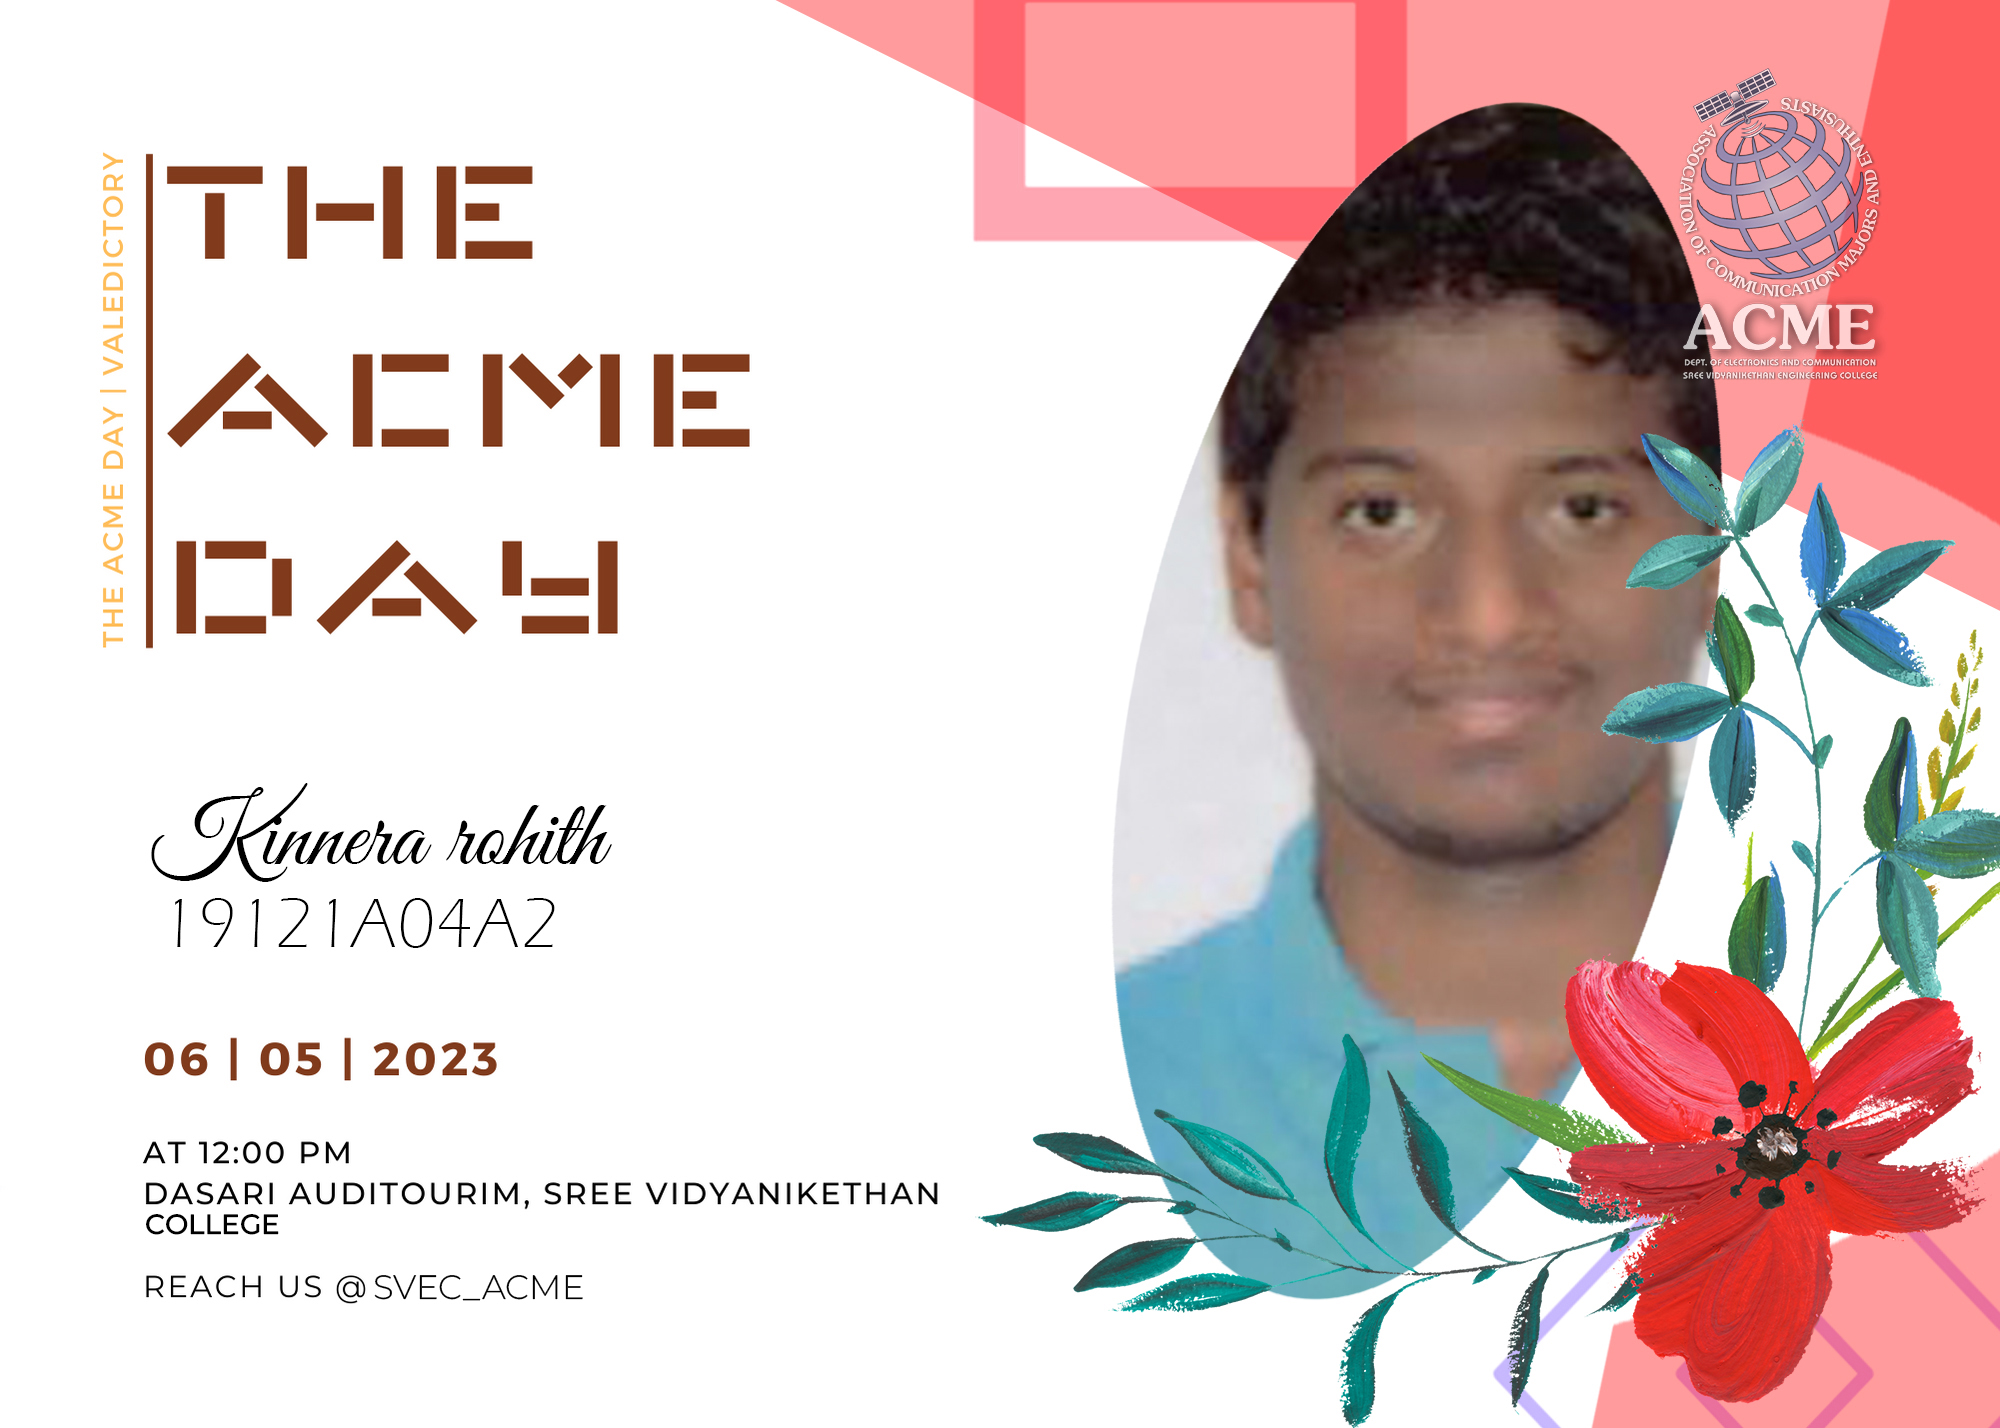 THE ACME DAY | VALEDICTORY
THE
ACME
DAY
Kinnera rohith
19121A04A2
06 | 05 | 2023
AT 12:00 PM
DASARI AUDITOURIM, SREE VIDYANIKETHAN
COLLEGE
REACH US @SVEC_ACME
ASSOCIATION OF COMMUNICATION MAJORS AND ENTHUSIASTS
ACME
DEPT. OF ELECTRONICS AND COMMUNICATION
SREE VIDYANIKETHAN ENGINEERING COLLEGE